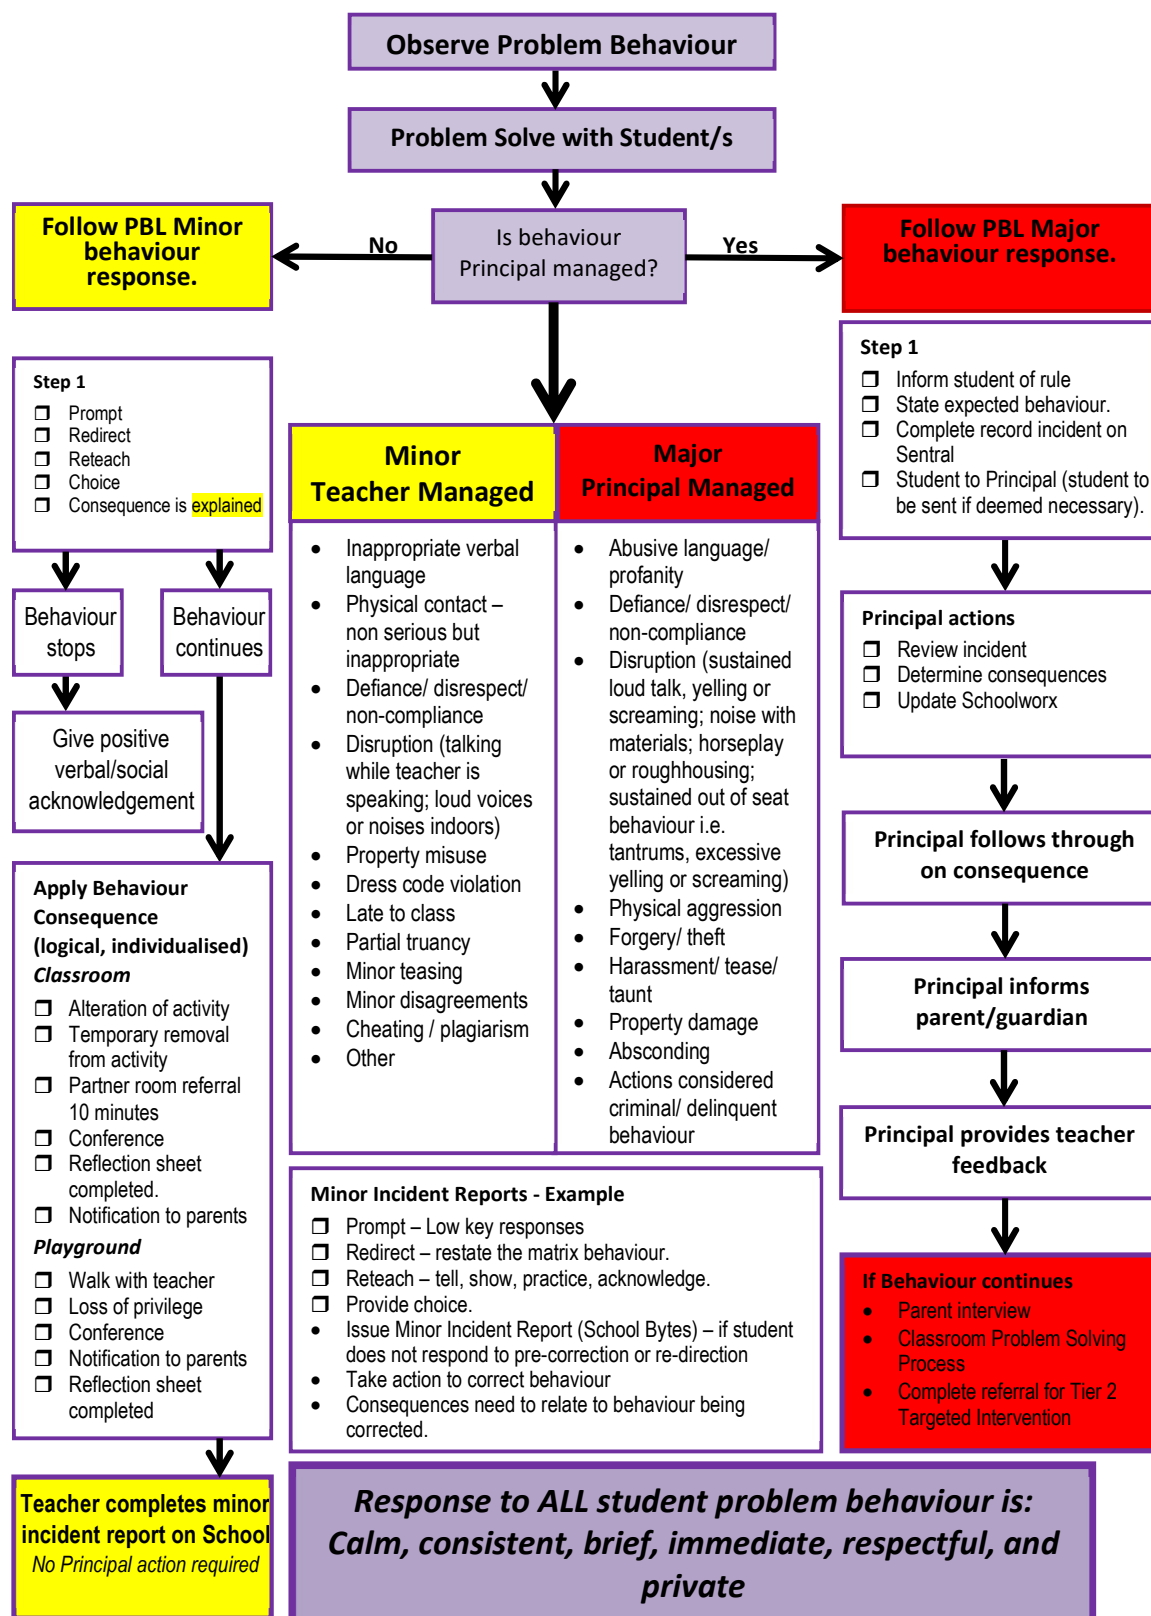 Observe Problem Behaviour
Problem Solve with Student/s
Is behaviour
Principal managed?
No
Yes
Follow PBL Minor
behaviour
response.
Follow PBL Major
behaviour response.
Step 1
Prompt
Redirect
Reteach
Choice
Consequence is explained
Behaviour
stops
Behaviour
continues
Give positive
verbal/social
acknowledgement
Apply Behaviour
Consequence
(logical, individualised)
Classroom
Alteration of activity
Temporary removal
from activity
Partner room referral
10 minutes
Conference
Reflection sheet
completed.
Notification to parents
Playground
Walk with teacher
Loss of privilege
Conference
Notification to parents
Reflection sheet
completed
Teacher completes minor
incident report on School
No Principal action required
Minor
Teacher Managed
• Inappropriate verbal
language
• Physical contact –
non serious but
inappropriate
• Defiance/ disrespect/
non-compliance
• Disruption (talking
while teacher is
speaking; loud voices
or noises indoors)
• Property misuse
• Dress code violation
• Late to class
• Partial truancy
• Minor teasing
• Minor disagreements
• Cheating / plagiarism
• Other
Major
Principal Managed
• Abusive language/
profanity
• Defiance/ disrespect/
non-compliance
• Disruption (sustained
loud talk, yelling or
screaming; noise with
materials; horseplay
or roughhousing;
sustained out of seat
behaviour i.e.
tantrums, excessive
yelling or screaming)
• Physical aggression
• Forgery/ theft
• Harassment/ tease/
taunt
• Property damage
• Absconding
• Actions considered
criminal/ delinquent
behaviour
Minor Incident Reports - Example
Prompt – Low key responses
Redirect – restate the matrix behaviour.
Reteach – tell, show, practice, acknowledge.
Provide choice.
• Issue Minor Incident Report (School Bytes) – if student
does not respond to pre-correction or re-direction
• Take action to correct behaviour
• Consequences need to relate to behaviour being
corrected.
Step 1
Inform student of rule
State expected behaviour.
Complete record incident on
Sentral
Student to Principal (student to
be sent if deemed necessary).
Principal actions
Review incident
Determine consequences
Update Schoolworx
Principal follows through
on consequence
Principal informs
parent/guardian
Principal provides teacher
feedback
If Behaviour continues
• Parent interview
• Classroom Problem Solving
Process
• Complete referral for Tier 2
Targeted Intervention
Response to ALL student problem behaviour is:
Calm, consistent, brief, immediate, respectful, and
private